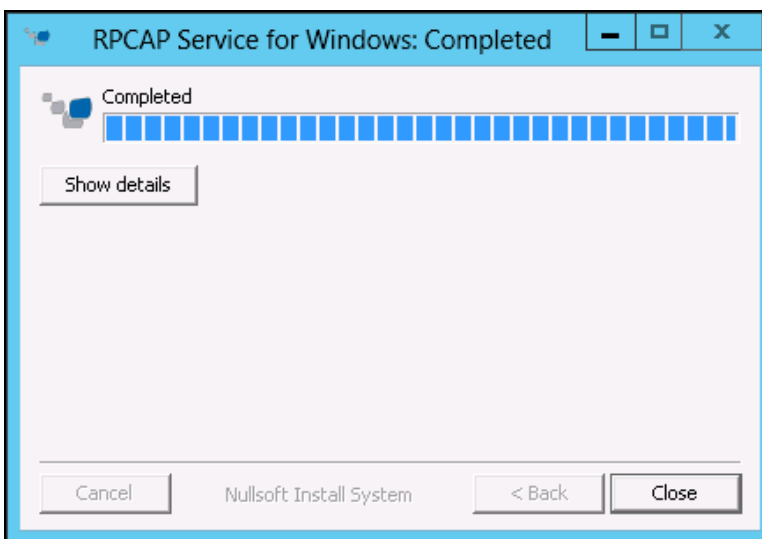 RPCAP Service for Windows: Completed
Completed
Show details
Cancel Nullsoft Install System < Back Close